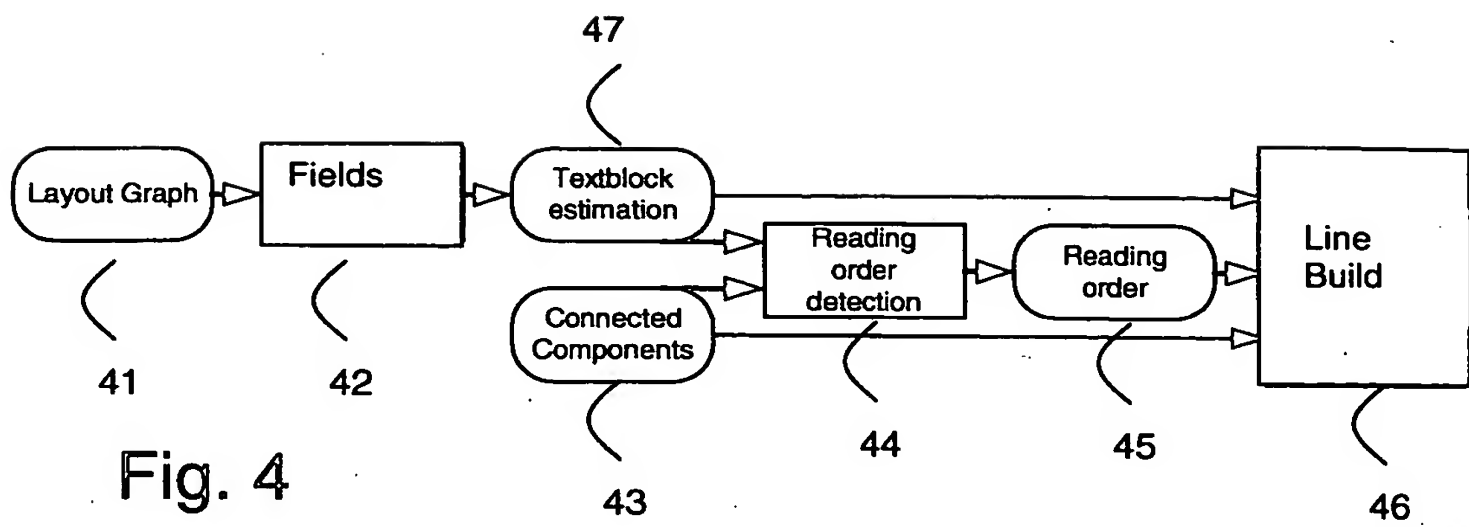 47
Layout Graph
Fields
Textblock
estimation
Reading
order
detection
Reading
order
Line
Build
Connected
Components
41
42
43
44
45
46
Fig. 4